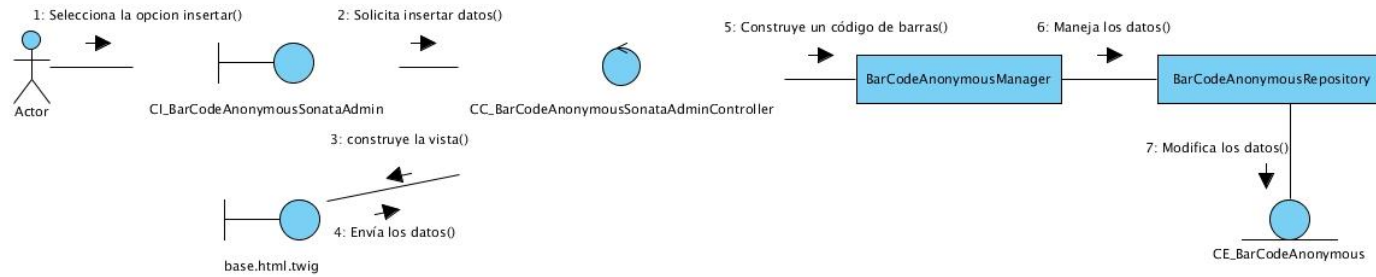 1: Selecciona la opcion insertar()
2: Solicita insertar datos()
5: Construye un código de barras()
6: Maneja los datos()
BarCodeAnonymousManager
BarCodeAnonymousRepository
Actor
CI_BarCodeAnonymousSonataAdmin
CC_BarCodeAnonymousSonataAdminController
3: construye la vista()
7: Modifica los datos()
4: Envía los datos()
base.html.twig
CE_BarCodeAnonymous